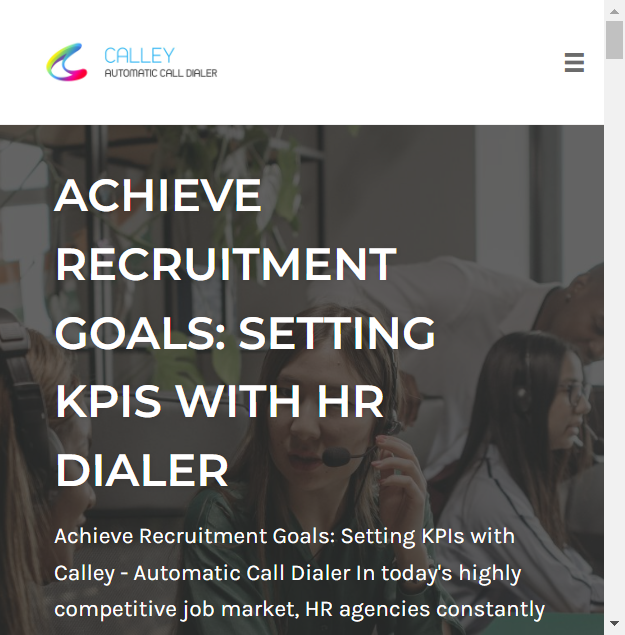 CALLEY
AUTOMATIC CALL DIALER
ACHIEVE
RECRUITMENT
GOALS: SETTING
KPIS WITH HR
DIALER
Achieve Recruitment Goals: Setting KPIs with
Calley - Automatic Call Dialer In today's highly
competitive job market, HR agencies constantly